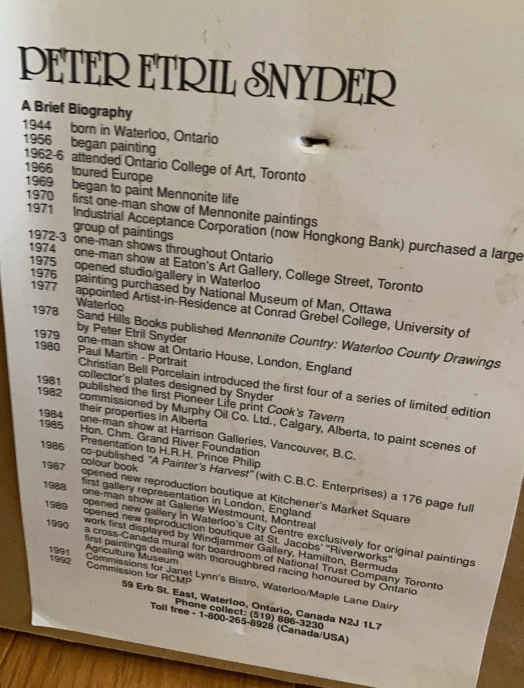 PETER ETRIL SNYDER
A Brief Biography
1944 born in Waterloo, Ontario
1956 began painting
1962-6 attended Ontario College of Art, Toronto
1966 toured Europe
1969 began to paint Mennonite life
1970 first one-man show of Mennonite paintings
1971 Industrial Acceptance Corporation (now Hongkong Bank) purchased a large
group of paintings
1972-3 one-man shows throughout Ontario
1974 one-man show at Eaton's Art Gallery, College Street, Toronto
1975 opened studio/gallery in Waterloo
1976 painting purchased by National Museum of Man, Ottawa
1977 appointed Artist-in-Residence at Conrad Grebel College, University of
Waterloo
1978 Sand Hills Books published Mennonite Country: Waterloo County Drawings
by Peter Etril Snyder
1979 one-man show at Ontario House, London, England
1980 Paul Martin - Portrait
Christian Bell Porcelain introduced the first four of a series of limited edition
collector's plates designed by Snyder
1981 published the first Pioneer Life print Cook's Tavern
1982 commissioned by Murphy Oil Co. Ltd., Calgary, Alberta, to paint scenes of
their properties in Alberta
1984 one-man show at Harrison Galleries, Vancouver, B.C.
1985 Hon. Chm. Grand River Foundation
Presentation to H.R.H. Prince Philip
1986 co-published "A Painter's Harvest" (with C.B.C. Enterprises) a 176 page full
colour book
1987 opened new reproduction boutique at Kitchener's Market Square
first gallery representation in London, England
1988 one-man show at Galerie Westmount, Montreal
opened new gallery in Waterloo's City Centre exclusively for original paintings
1989 opened new reproduction boutique at St. Jacobs' "Riverworks"
work first displayed by Windjammer Gallery, Hamilton, Bermuda
1990 a cross-Canada mural for boardroom of National Trust Company Toronto
first paintings dealing with thoroughbred racing honoured by Ontario
Agriculture Museum
1991 Commissions for Janet Lynn's Bistro, Waterloo/Maple Lane Dairy
1992 Commission for RCMP
59 Erb St. East, Waterloo, Ontario, Canada N2J 1L7
Phone collect: (519) 886-3230
Toll free - 1-800-265-8928 (Canada/USA)